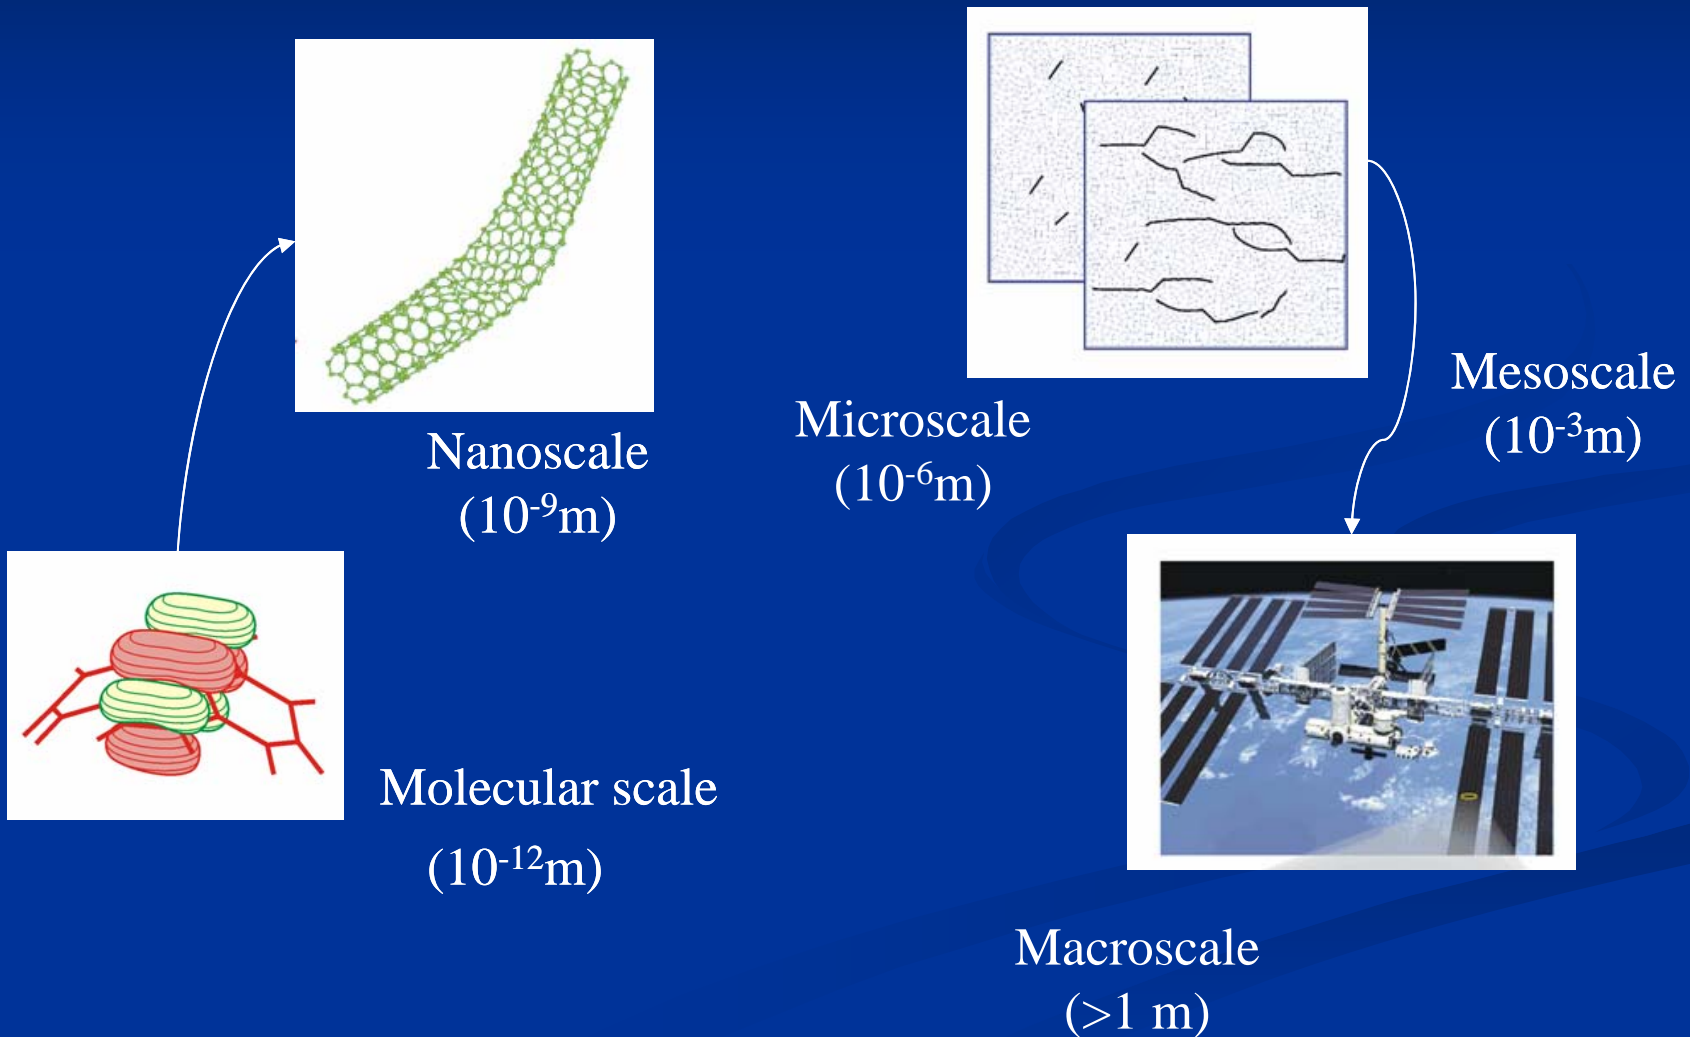 Nanoscale
(10⁻⁹m)
Microscale
(10⁻⁶m)
Mesoscale
(10⁻³m)
Molecular scale
(10⁻¹²m)
Macroscale
(>1 m)